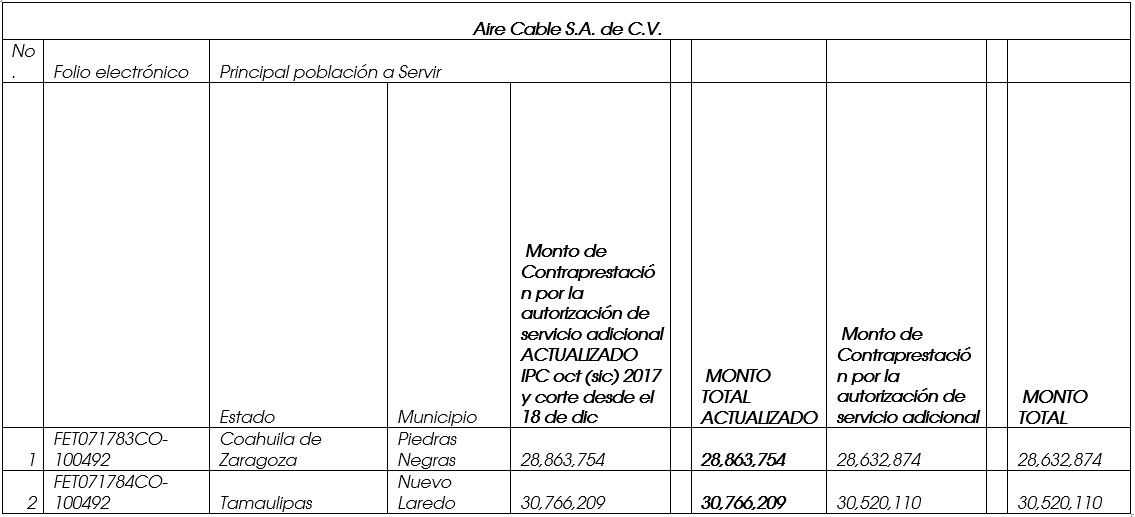 Aire Cable S.A. de C.V.
No
. Folio electrónico Principal población a Servir
Estado Municipio
Monto de
Contraprestació
n por la
autorización de
servicio adicional
ACTUALIZADO
IPC oct (sic) 2017
y corte desde el
18 de dic
MONTO
TOTAL
ACTUALIZADO
Monto de
Contraprestació
n por la
autorización de
servicio adicional
MONTO
TOTAL
1 FET071783CO-
100492 Coahuila de
Zaragoza Piedras
Negras 28,863,754 28,863,754 28,632,874 28,632,874
2 FET071784CO-
100492 Tamaulipas Nuevo
Laredo 30,766,209 30,766,209 30,520,110 30,520,110